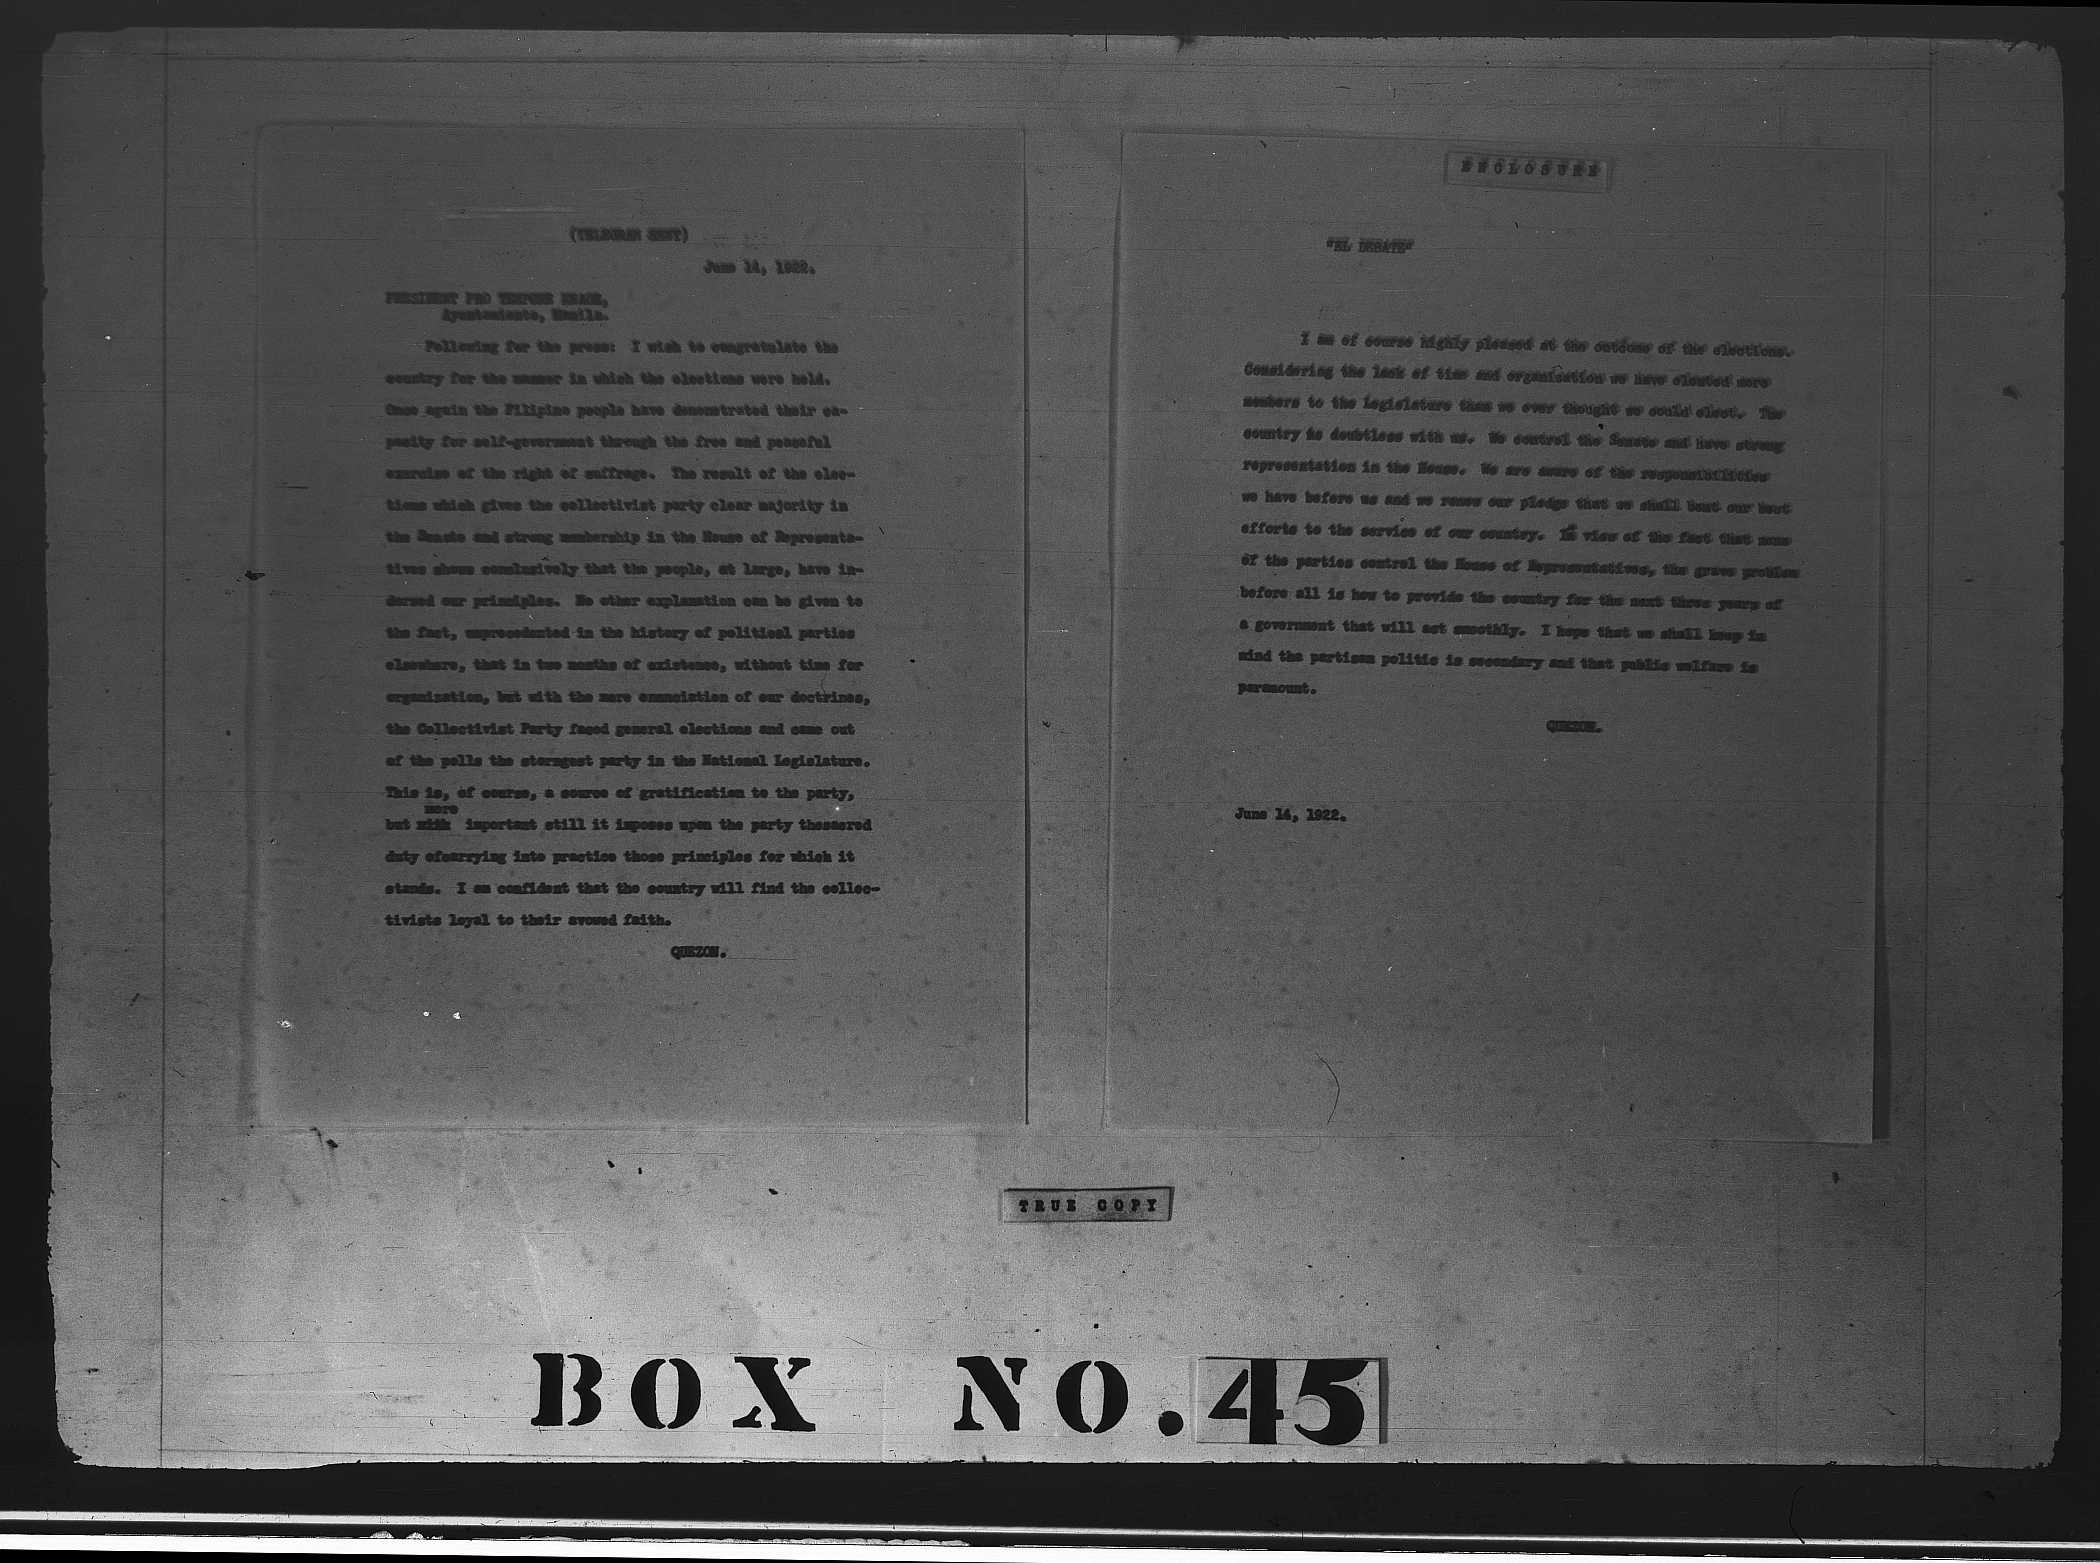 (TELEGRAM SENT)
June 14, 1922.
PRESIDENT PRO TEMPORE
Ayuntamiento, Manila.
Following for the press: I wish to congratulate the
country for the manner in which the elections were held.
Once again the Filipino people have demonstrated their ca-
pacity for self-government through the free and peaceful
exercise of the right of suffrage. The result of the elec-
tions which gives the collectivist party clear majority in
the Senate and strong membership in the House of Representa-
tives shows conclusively that the people, at large, have in-
dorsed our principles. No other explanation can be given to
the fact, unprecedented in the history of political parties
elsewhere, that in two months of existence, without time for
organization, but with the mere enunciation of our doctrines,
the Collectivist Party faced general elections and came out
of the polls the storngest party in the National Legislature.
This is, of course, a source of gratification to the party,
more
but important still it imposes upon the party thesacred
duty ofcarrying into practice those principles for which it
stands. I am confident that the country will find the collec-
tivists loyal to their avowed faith.
QUEZON.
ENCLOSURE
"EL DEBATE"
I am of course highly pleased at the outcome of the elections.
Considering the lack of time and organization we have elected more
members to the Legislature than we ever thought we could elect. The
country is doubtless with us. We control the Senate and have strong
representation in the House. We are aware of the responsibilities
we have before us and we renew our pledge that we shall bent our best
efforts to the service of our country. In view of the fact that none
of the parties control the House of Representatives, the grave problem
before all is how to provide the country for the next three years of
a government that will act smoothly. I hope that we shall keep in
mind the partisan politic is secondary and that public welfare is
paramount.
QUEZON.
June 14, 1922.
TRUE COPY
BOX NO. 45